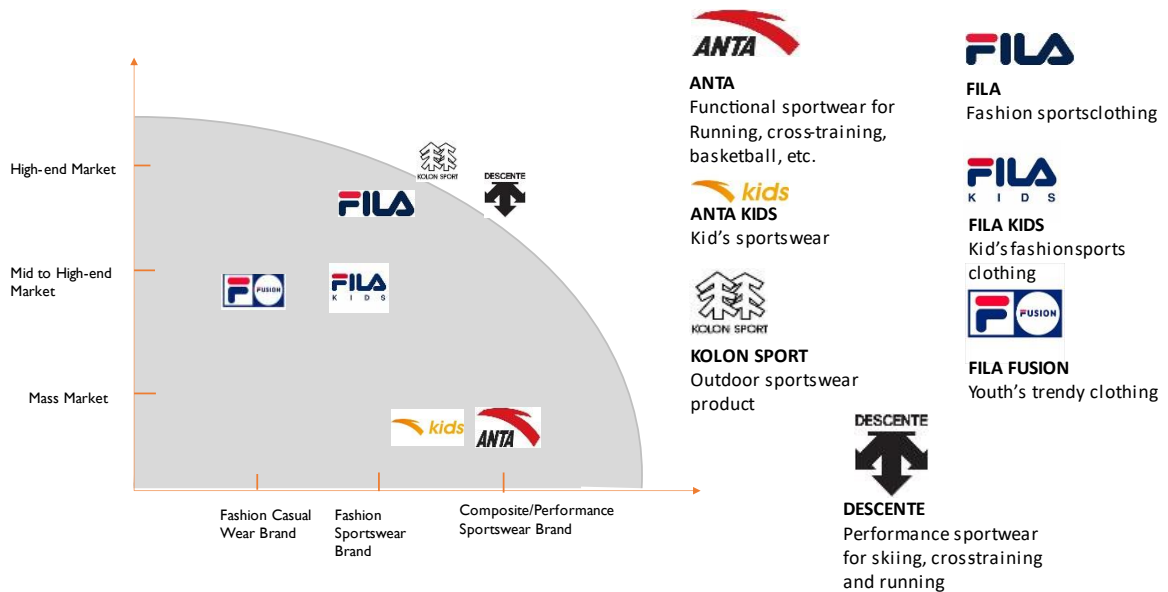 High-end Market
Mid to High-end
Market
Mass Market
KOLON SPORT
DESCENTE
FILA
F FUSION
FILA
KIDS
kids
ANTA
Fashion Casual
Wear Brand
Fashion
Sportswear
Brand
Composite/Performance
Sportswear Brand
ANTA
ANTA
Functional sportwear for
Running, cross-training,
basketball, etc.
kids
ANTA KIDS
Kid's sportswear
KOLON SPORT
KOLON SPORT
Outdoor sportswear
product
FILA
FILA
Fashion sportsclothing
FILA
KIDS
FILA KIDS
Kid'sfashionsports
clothing
F FUSION
FILA FUSION
Youth's trendy clothing
DESCENTE
DESCENTE
Performance sportwear
for skiing, crosstraining
and running